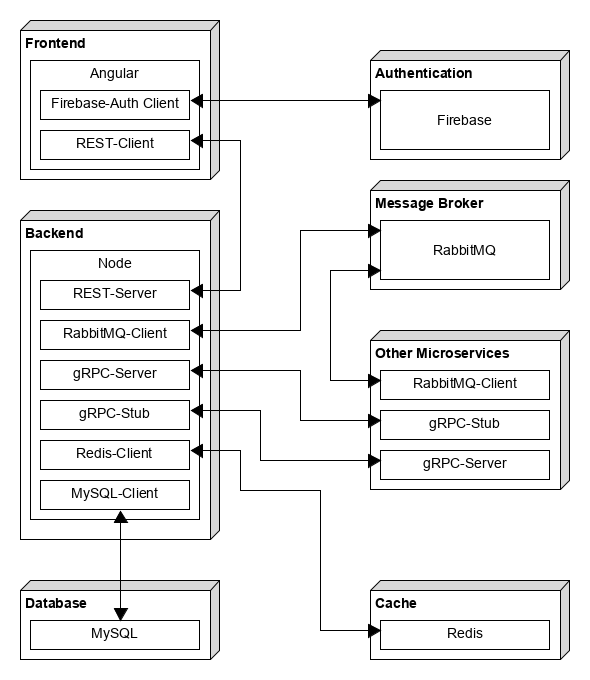 Frontend
Angular
Firebase-Auth Client
REST-Client
Authentication
Firebase
Message Broker
RabbitMQ
Backend
Node
REST-Server
RabbitMQ-Client
gRPC-Server
gRPC-Stub
Redis-Client
MySQL-Client
Other Microservices
RabbitMQ-Client
gRPC-Stub
gRPC-Server
Database
MySQL
Cache
Redis